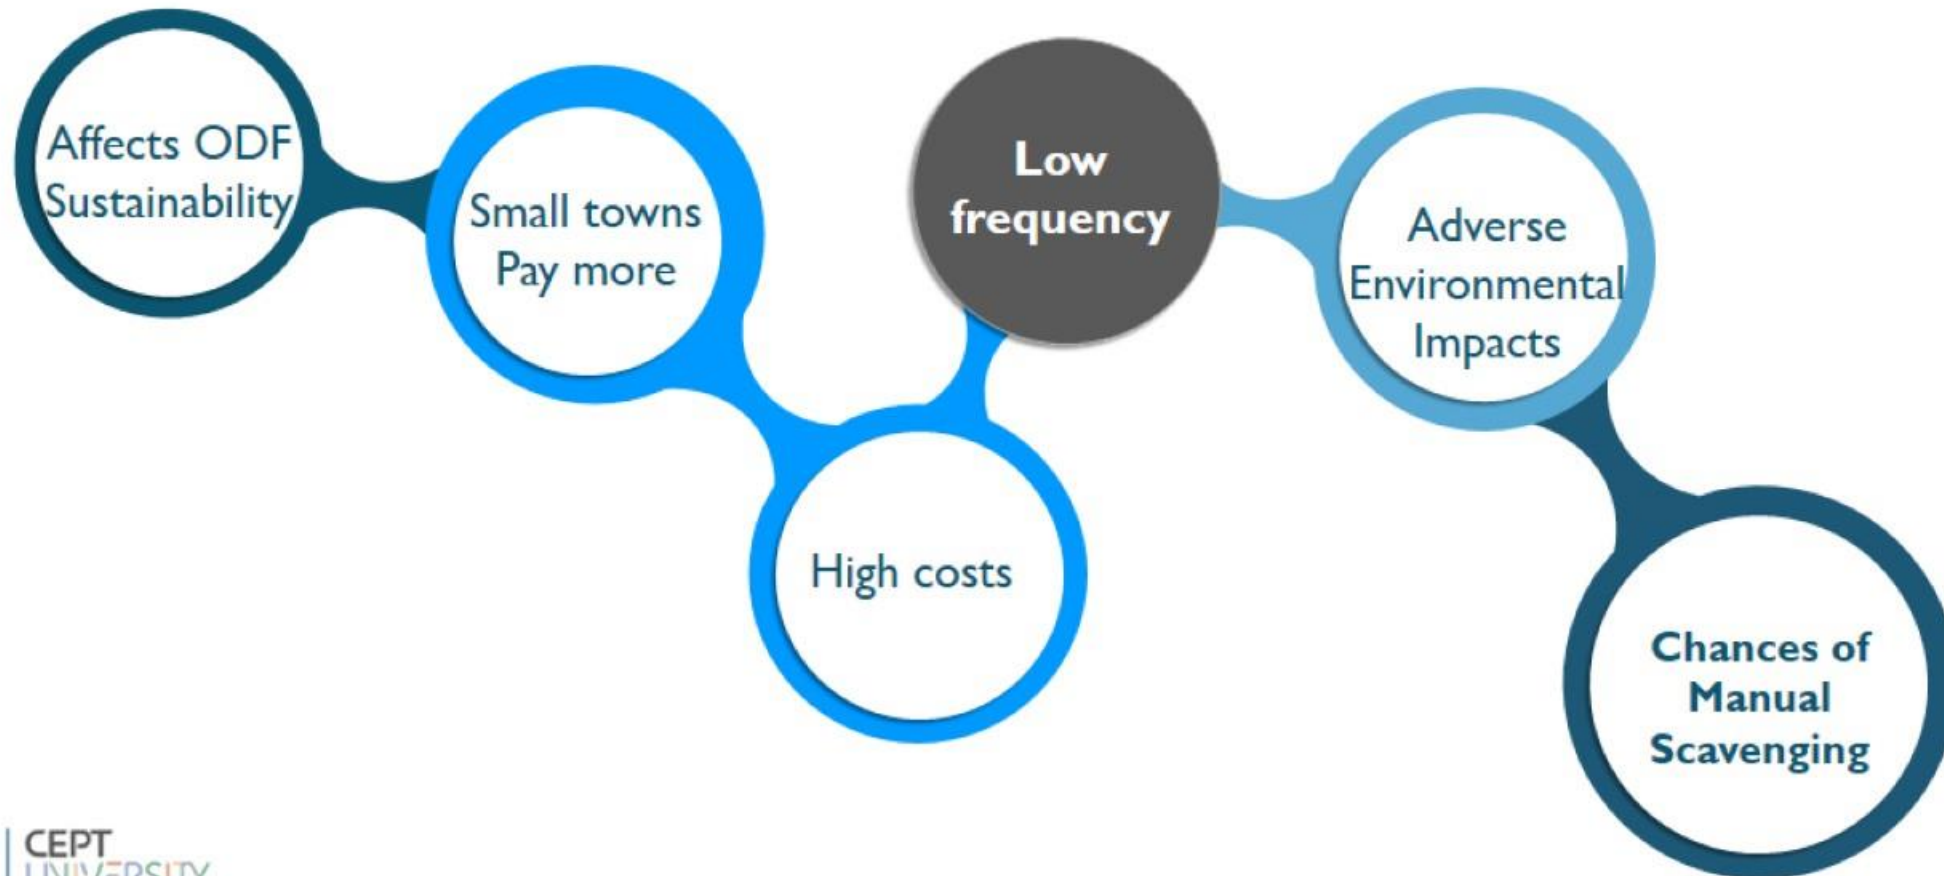 Affects ODF
Sustainability
Small towns
Pay more
Low
frequency
High costs
Adverse
Environmental
Impacts
Chances of
Manual
Scavenging
CEPT
UNIVERSITY